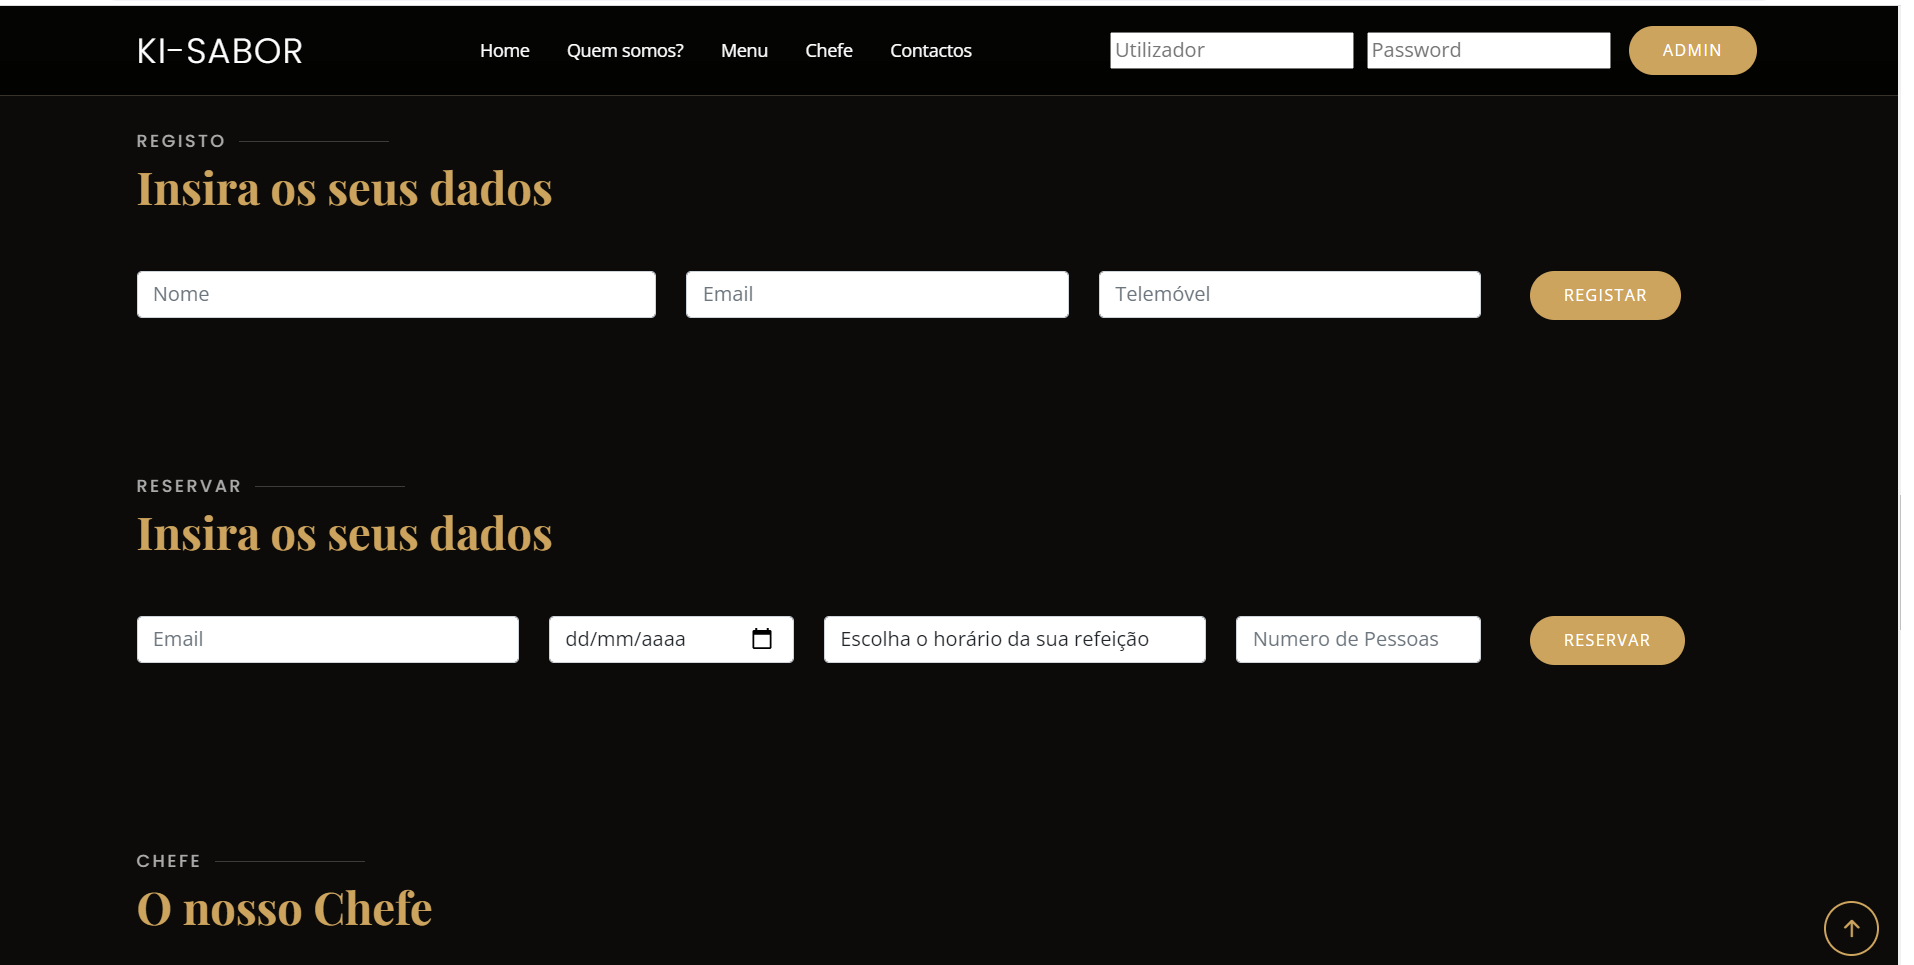 KI-SABOR Home Quem somos? Menu Chefe Contactos Utilizador Password ADMIN
REGISTO
Insira os seus dados
Nome Email Telemóvel REGISTAR
RESERVAR
Insira os seus dados
Email dd/mm/aaaa Escolha o horário da sua refeição Numero de Pessoas RESERVAR
CHEFE
O nosso Chefe